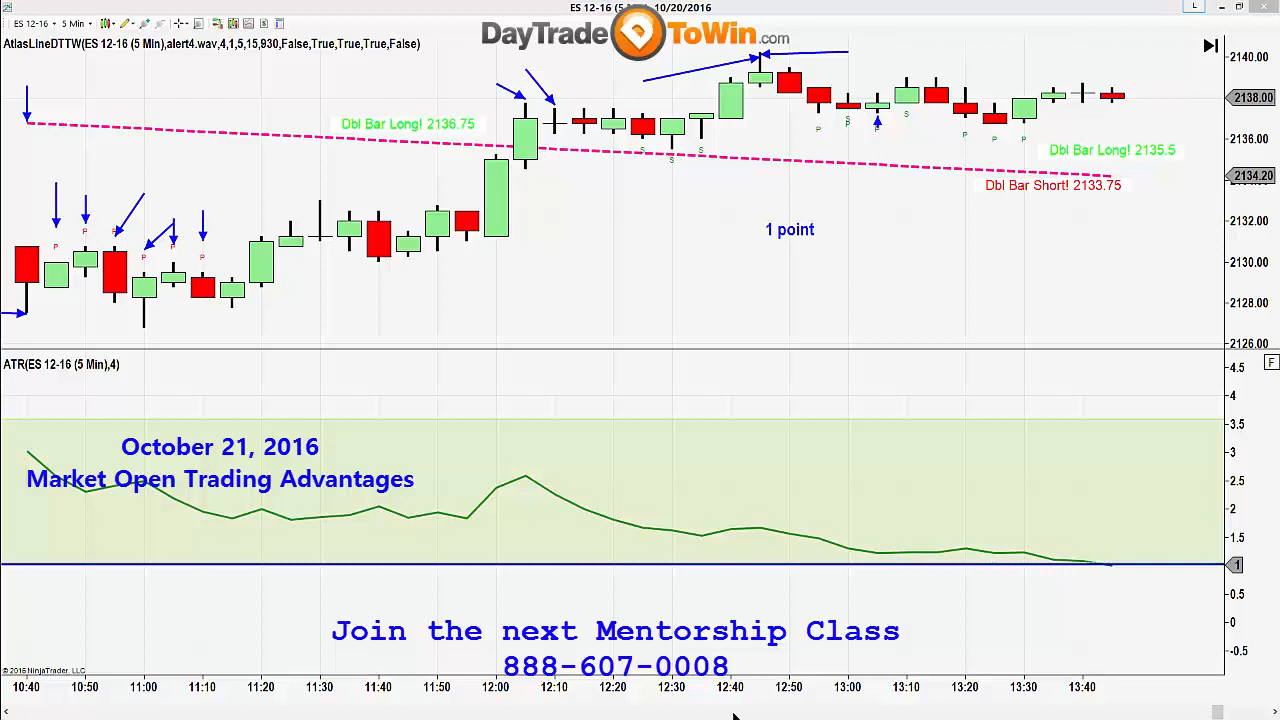 ES 12-16 (5 Min) 10/20/2016
ES 12-16
5 Min
DayTradeToWin.com
AtlasLineDTTW(ES 12-16 (5 Min),alert4.wav,4,1,5,15,930,False,True,True,True,False)
2140.00
2138.00
2136.00
2134.20
2132.00
2130.00
2128.00
2126.00
Dbl Bar Long! 2136.75
Dbl Bar Long! 2135.5
Dbl Bar Short! 2133.75
1 point
P P P P P P
S S S P S P P S P P P
ATR(ES 12-16 (5 Min),4)
F
4.5
4
3.5
3
2.5
2
1.5
1
0.5
0
-0.5
October 21, 2016
Market Open Trading Advantages
Join the next Mentorship Class
888-607-0008
© 2016 NinjaTrader, LLC
10:40 10:50 11:00 11:10 11:20 11:30 11:40 11:50 12:00 12:10 12:20 12:30 12:40 12:50 13:00 13:10 13:20 13:30 13:40